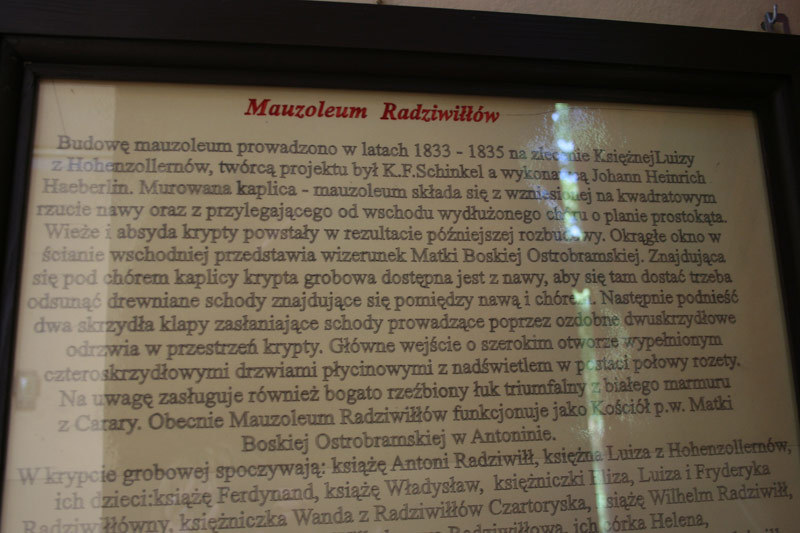 Mauzoleum Radziwiłłów
Budowę mauzoleum prowadzono w latach 1833 - 1835 na zlecenie KsiężnejLuizy
z Hohenzollernów, twórcą projektu był K.F.Schinkel a wykonawcą Johann Heinrich
Haeberlin. Murowana kaplica - mauzoleum składa się z wzniesionej na kwadratowym
rzucie nawy oraz z przylegającego od wschodu wydłużonego chóru o planie prostokąta.
Wieże i absyda krypty powstały w rezultacie późniejszej rozbudowy. Okrągłe okno w
ścianie wschodniej przedstawia wizerunek Matki Boskiej Ostrobramskiej. Znajdująca
się pod chórem kaplicy krypta grobowa dostępna jest z nawy, aby się tam dostać trzeba
odsunąć drewniane schody znajdujące się pomiędzy nawą i chórem. Następnie podnieść
dwa skrzydła klapy zasłaniające schody prowadzące poprzez ozdobne dwuskrzydłowe
odrzwia w przestrzeń krypty. Główne wejście o szerokim otworze wypełnionym
czteroskrzydłowymi drzwiami płycinowymi z nadświetlem w postaci połowy rozety.
Na uwagę zasługuje również bogato rzeźbiony łuk triumfalny z białego marmuru
z Carary. Obecnie Mauzoleum Radziwiłłów funkcjonuje jako Kościół p.w. Matki
Boskiej Ostrobramskiej w Antoninie.
W krypcie grobowej spoczywają: książę Antoni Radziwiłł, księżna Luiza z Hohenzollernów,
ich dzieci:książę Ferdynand, książę Władysław, księżniczki Eliza, Luiza i Fryderyka
Radziwiłłówny, księżniczka Wanda z Radziwiłłów Czartoryska, książę Wilhelm Radziwiłł,
Radziwiłłowa, ich córka Helena,